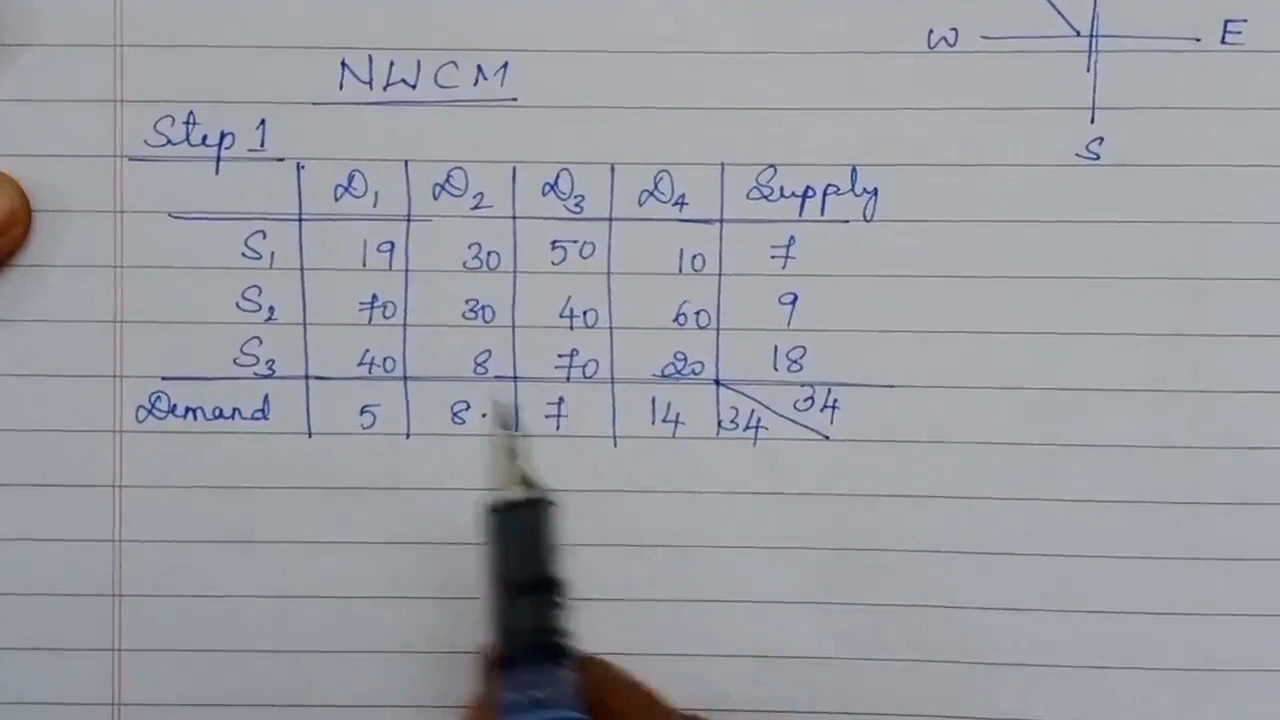 W E
S
NWCM
Step 1
D1 D2 D3 D4 Supply
S1 19 30 50 10 7
S2 70 30 40 60 9
S3 40 8 70 20 18
Demand 5 8. 7 14 34 34